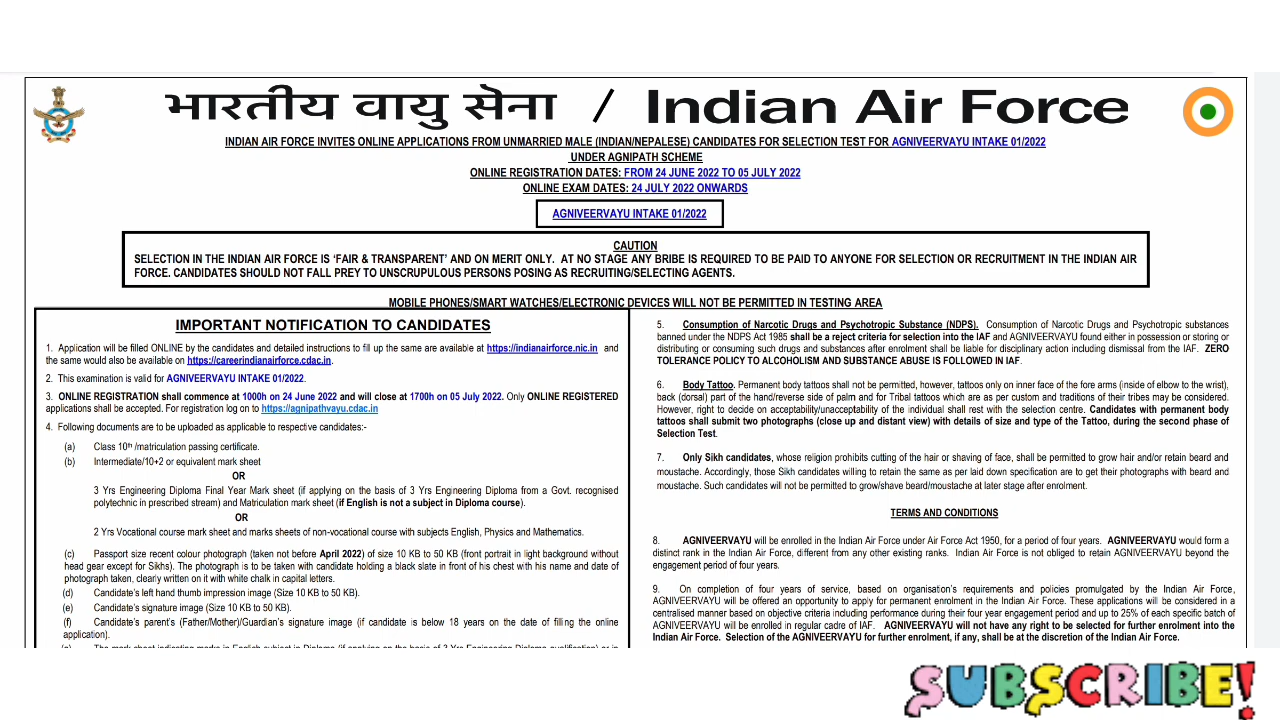 भारतीय वायु सेना / Indian Air Force
INDIAN AIR FORCE INVITES ONLINE APPLICATIONS FROM UNMARRIED MALE (INDIAN/NEPALESE) CANDIDATES FOR SELECTION TEST FOR AGNIVEERVAYU INTAKE 01/2022
UNDER AGNIPATH SCHEME
ONLINE REGISTRATION DATES: FROM 24 JUNE 2022 TO 05 JULY 2022
ONLINE EXAM DATES: 24 JULY 2022 ONWARDS
AGNIVEERVAYU INTAKE 01/2022
CAUTION
SELECTION IN THE INDIAN AIR FORCE IS ‘FAIR & TRANSPARENT’ AND ON MERIT ONLY. AT NO STAGE ANY BRIBE IS REQUIRED TO BE PAID TO ANYONE FOR SELECTION OR RECRUITMENT IN THE INDIAN AIR
FORCE. CANDIDATES SHOULD NOT FALL PREY TO UNSCRUPULOUS PERSONS POSING AS RECRUITING/SELECTING AGENTS.
MOBILE PHONES/SMART WATCHES/ELECTRONIC DEVICES WILL NOT BE PERMITTED IN TESTING AREA
IMPORTANT NOTIFICATION TO CANDIDATES
1. Application will be filled ONLINE by the candidates and detailed instructions to fill up the same are available at https://indianairforce.nic.in and
the same would also be available on https://careerindianairforce.cdac.in.
2. This examination is valid for AGNIVEERVAYU INTAKE 01/2022.
3. ONLINE REGISTRATION shall commence at 1000h on 24 June 2022 and will close at 1700h on 05 July 2022. Only ONLINE REGISTERED
applications shall be accepted. For registration log on to https://agnipathvayu.cdac.in
4. Following documents are to be uploaded as applicable to respective candidates:-
(a) Class 10th /matriculation passing certificate.
(b) Intermediate/10+2 or equivalent mark sheet
OR
3 Yrs Engineering Diploma Final Year Mark sheet (if applying on the basis of 3 Yrs Engineering Diploma from a Govt. recognised
polytechnic in prescribed stream) and Matriculation mark sheet (if English is not a subject in Diploma course).
OR
2 Yrs Vocational course mark sheet and marks sheets of non-vocational course with subjects English, Physics and Mathematics.
(c) Passport size recent colour photograph (taken not before April 2022) of size 10 KB to 50 KB (front portrait in light background without
head gear except for Sikhs). The photograph is to be taken with candidate holding a black slate in front of his chest with his name and date of
photograph taken, clearly written on it with white chalk in capital letters.
(d) Candidate's left hand thumb impression image (Size 10 KB to 50 KB).
(e) Candidate's signature image (Size 10 KB to 50 KB).
(f) Candidate's parent's (Father/Mother)/Guardian's signature image (if candidate is below 18 years on the date of filling the online
application).
5. Consumption of Narcotic Drugs and Psychotropic Substance (NDPS). Consumption of Narcotic Drugs and Psychotropic substances
banned under the NDPS Act 1985 shall be a reject criteria for selection into the IAF and AGNIVEERVAYU found either in possession or storing or
distributing or consuming such drugs and substances after enrolment shall be liable for disciplinary action including dismissal from the IAF. ZERO
TOLERANCE POLICY TO ALCOHOLISM AND SUBSTANCE ABUSE IS FOLLOWED IN IAF.
6. Body Tattoo. Permanent body tattoos shall not be permitted, however, tattoos only on inner face of the fore arms (inside of elbow to the wrist),
back (dorsal) part of the hand/reverse side of palm and for Tribal tattoos which are as per custom and traditions of their tribes may be considered.
However, right to decide on acceptability/unacceptability of the individual shall rest with the selection centre. Candidates with permanent body
tattoos shall submit two photographs (close up and distant view) with details of size and type of the Tattoo, during the second phase of
Selection Test.
7. Only Sikh candidates, whose religion prohibits cutting of the hair or shaving of face, shall be permitted to grow hair and/or retain beard and
moustache. Accordingly, those Sikh candidates willing to retain the same as per laid down specification are to get their photographs with beard and
moustache. Such candidates will not be permitted to grow/shave beard/moustache at later stage after enrolment.
TERMS AND CONDITIONS
8. AGNIVEERVAYU will be enrolled in the Indian Air Force under Air Force Act 1950, for a period of four years. AGNIVEERVAYU would form a
distinct rank in the Indian Air Force, different from any other existing ranks. Indian Air Force is not obliged to retain AGNIVEERVAYU beyond the
engagement period of four years.
9. On completion of four years of service, based on organisation's requirements and policies promulgated by the Indian Air Force,
AGNIVEERVAYU will be offered an opportunity to apply for permanent enrolment in the Indian Air Force. These applications will be considered in a
centralised manner based on objective criteria including performance during their four year engagement period and up to 25% of each specific batch of
AGNIVEERVAYU will be enrolled in regular cadre of IAF. AGNIVEERVAYU will not have any right to be selected for further enrolment into the
Indian Air Force. Selection of the AGNIVEERVAYU for further enrolment, if any, shall be at the discretion of the Indian Air Force.
SUBSCRIBE!